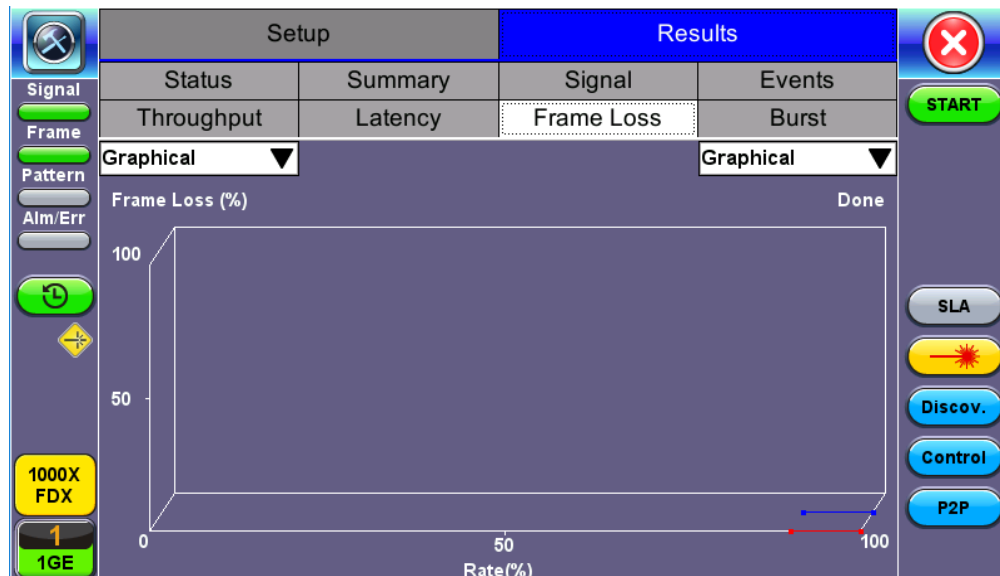 Setup
Results
Status
Summary
Signal
Events
Throughput
Latency
Frame Loss
Burst
Signal
Frame
Pattern
Alm/Err
1000X
FDX
1
1GE
Graphical
Graphical
Frame Loss (%)
Done
100
50
0
50
100
Rate(%)
START
SLA
Discov.
Control
P2P